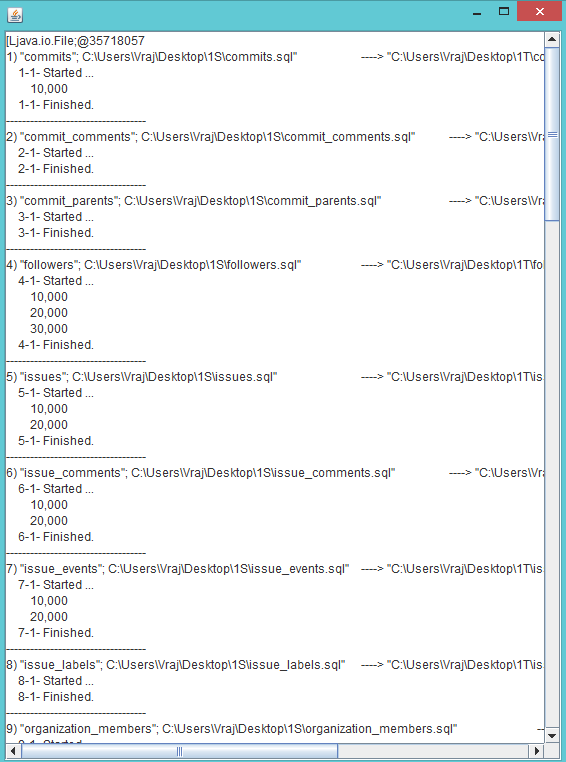 [Ljava.io.File;@35718057
1) "commits"; C:\Users\Vraj\Desktop\1S\commits.sql" ----> "C:\Users\Vraj\Desktop\1T\co
1-1- Started ...
10,000
1-1- Finished.
-----------------------------------
2) "commit_comments"; C:\Users\Vraj\Desktop\1S\commit_comments.sql" ----> "C:\Users\Vra
2-1- Started ...
2-1- Finished.
-----------------------------------
3) "commit_parents"; C:\Users\Vraj\Desktop\1S\commit_parents.sql" ----> "C:\Users\Vra
3-1- Started ...
3-1- Finished.
-----------------------------------
4) "followers"; C:\Users\Vraj\Desktop\1S\followers.sql" ----> "C:\Users\Vraj\Desktop\1T\fo
4-1- Started ...
10,000
20,000
30,000
4-1- Finished.
-----------------------------------
5) "issues"; C:\Users\Vraj\Desktop\1S\issues.sql" ----> "C:\Users\Vraj\Desktop\1T\is
5-1- Started ...
10,000
20,000
5-1- Finished.
-----------------------------------
6) "issue_comments"; C:\Users\Vraj\Desktop\1S\issue_comments.sql" ----> "C:\Users\Vra
6-1- Started ...
10,000
20,000
6-1- Finished.
-----------------------------------
7) "issue_events"; C:\Users\Vraj\Desktop\1S\issue_events.sql" ----> "C:\Users\Vraj\Desktop\1T\is
7-1- Started ...
10,000
20,000
7-1- Finished.
-----------------------------------
8) "issue_labels"; C:\Users\Vraj\Desktop\1S\issue_labels.sql" ----> "C:\Users\Vraj\Desktop\1T\is
8-1- Started ...
8-1- Finished.
-----------------------------------
9) "organization_members"; C:\Users\Vraj\Desktop\1S\organization_members.sql" --